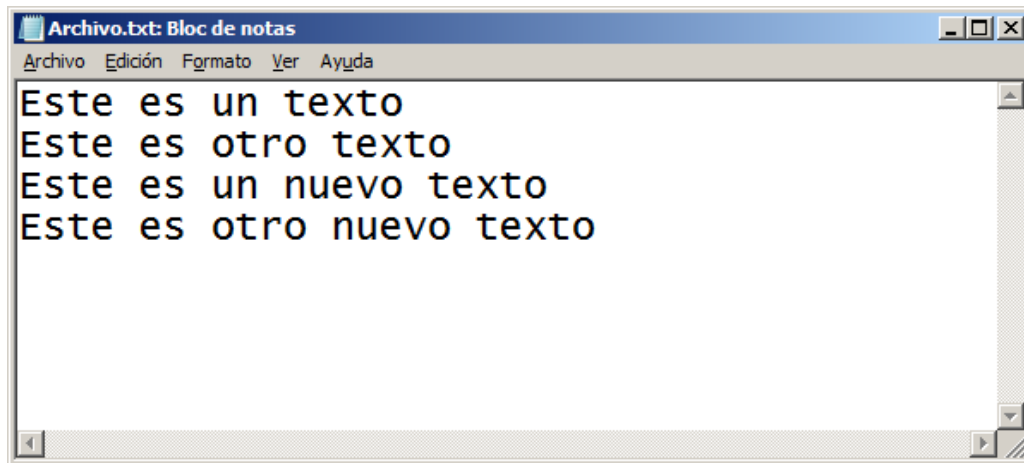 Archivo.txt: Bloc de notas
Archivo Edición Formato Ver Ayuda
Este es un texto
Este es otro texto
Este es un nuevo texto
Este es otro nuevo texto